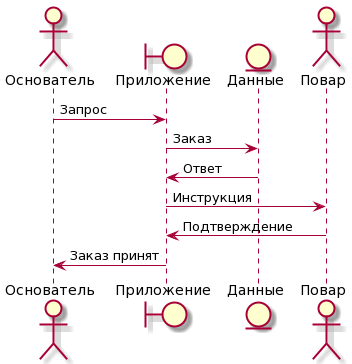 Основатель Приложение Данные Повар
Запрос
Заказ
Ответ
Инструкция
Подтверждение
Заказ принят
Основатель Приложение Данные Повар